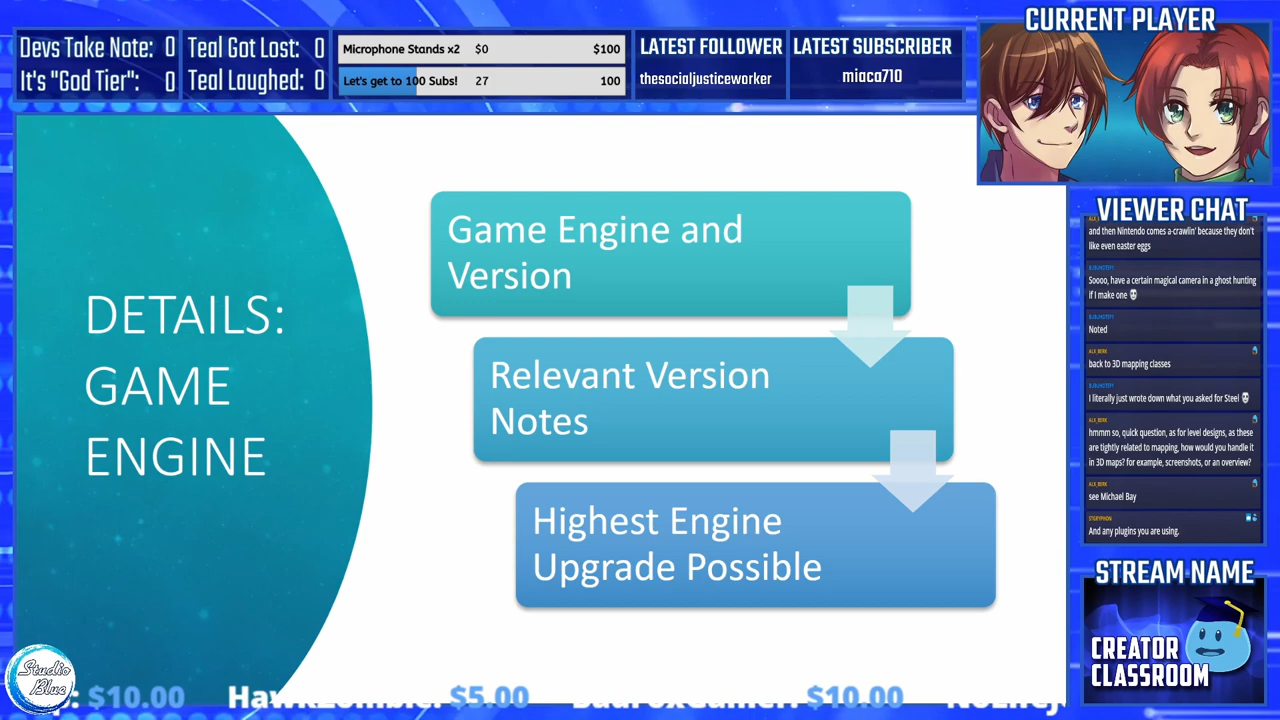 Devs Take Note: 0
It's "God Tier": 0
Teal Got Lost: 0
Teal Laughed: 0
Microphone Stands x2 $0 $100
Let's get to 100 Subs! 27 100
LATEST FOLLOWER
thesocialjusticeworker
LATEST SUBSCRIBER
miaca710
CURRENT PLAYER
DETAILS:
GAME
ENGINE
Game Engine and
Version
Relevant Version
Notes
Highest Engine
Upgrade Possible
VIEWER CHAT
and then Nintendo comes a-crawlin' because they don't
like even easter eggs
Soooo, have a certain magical camera in a ghost hunting
if I make one
Noted
ALX_BERK
back to 3D mapping classes
I literally just wrote down what you asked for Steel
ALX_BERK
hmmm so, quick question, as for level designs, as these
are tightly related to mapping, how would you handle it
in 3D maps? for example, screenshots, or an overview?
ALX_BERK
see Michael Bay
STGRYPHON
And any plugins you are using.
STREAM NAME
CREATOR
CLASSROOM
Studio
Blue
: $10.00 $5.00 $10.00